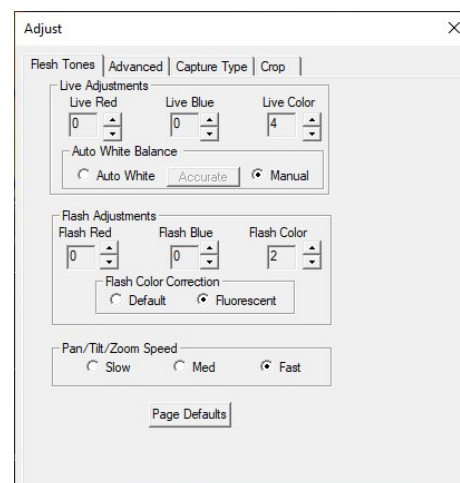 Adjust
Flesh Tones Advanced Capture Type Crop
Live Adjustments
Live Red Live Blue Live Color
0 0 4
Auto White Balance
Auto White Accurate Manual
Flash Adjustments
Flash Red Flash Blue Flash Color
0 0 2
Flash Color Correction
Default Fluorescent
Pan/Tilt/Zoom Speed
Slow Med Fast
Page Defaults